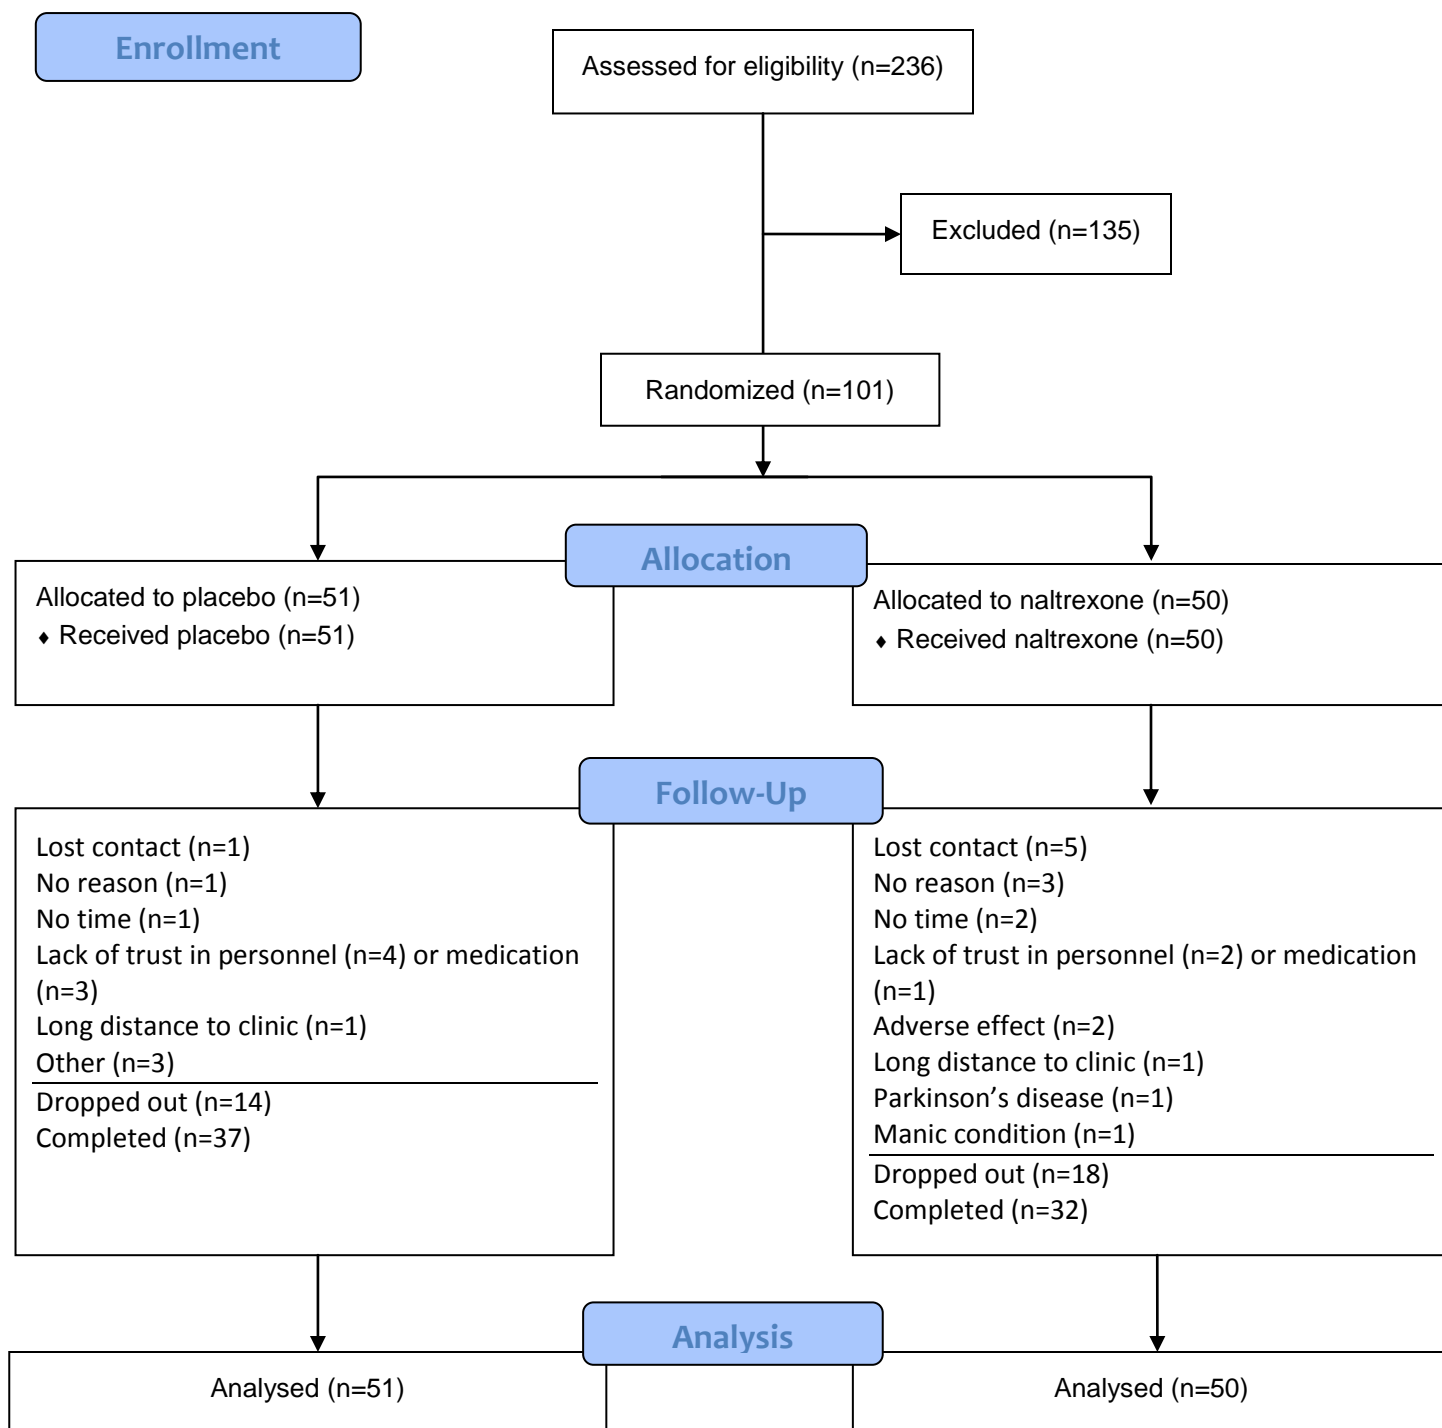 Enrollment
Assessed for eligibility (n=236)
Excluded (n=135)
Randomized (n=101)
Allocation
Allocated to placebo (n=51)
♦ Received placebo (n=51)
Allocated to naltrexone (n=50)
♦ Received naltrexone (n=50)
Follow-Up
Lost contact (n=1)
No reason (n=1)
No time (n=1)
Lack of trust in personnel (n=4) or medication
(n=3)
Long distance to clinic (n=1)
Other (n=3)
Dropped out (n=14)
Completed (n=37)
Lost contact (n=5)
No reason (n=3)
No time (n=2)
Lack of trust in personnel (n=2) or medication
(n=1)
Adverse effect (n=2)
Long distance to clinic (n=1)
Parkinson’s disease (n=1)
Manic condition (n=1)
Dropped out (n=18)
Completed (n=32)
Analysis
Analysed (n=51)
Analysed (n=50)